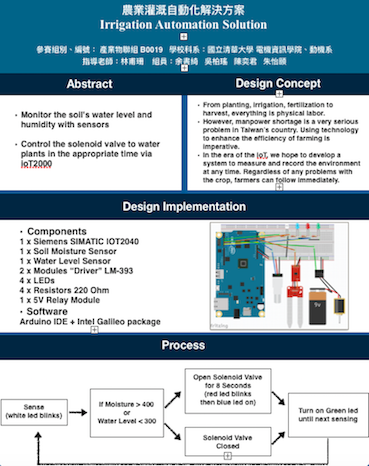 農業灌溉自動化解決方案
Irrigation Automation Solution
參賽組別、編號： 產業物聯組 B0019 學校科系：國立清華大學 電機資訊學院、動機系
指導老師：林甫珊 組員：余書綺 吳柏瑤 陳奕君 朱怡頤
Abstract
• Monitor the soil's water level and
humidity with sensors
• Control the solenoid valve to water
plants in the appropriate time via
IoT2000
Design Concept
• From planting, irrigation, fertilization to
harvest, everything is physical labor.
• However, manpower shortage is a very serious
problem in Taiwan's country. Using technology
to enhance the efficiency of farming is
imperative.
• In the era of the IoT, we hope to develop a
system to measure and record the environment
at any time. Regardless of any problems with
the crop, farmers can follow immediately.
Design Implementation
• Components
1 x Siemens SIMATIC IOT2040
1 x Soil Moisture Sensor
1 x Water Level Sensor
2 x Modules "Driver" LM-393
4 x LEDs
4 x Resistors 220 Ohm
1 x 5V Relay Module
• Software
Arduino IDE + Intel Galileo package
9V
fritzing
Process
Sense
(white led blinks)
If Moisture > 400
or
Water Level < 300
Open Solenoid Valve
for 8 Seconds
(red led blinks
then blue led on)
Solenoid Valve
Closed
Turn on Green led
until next sensing